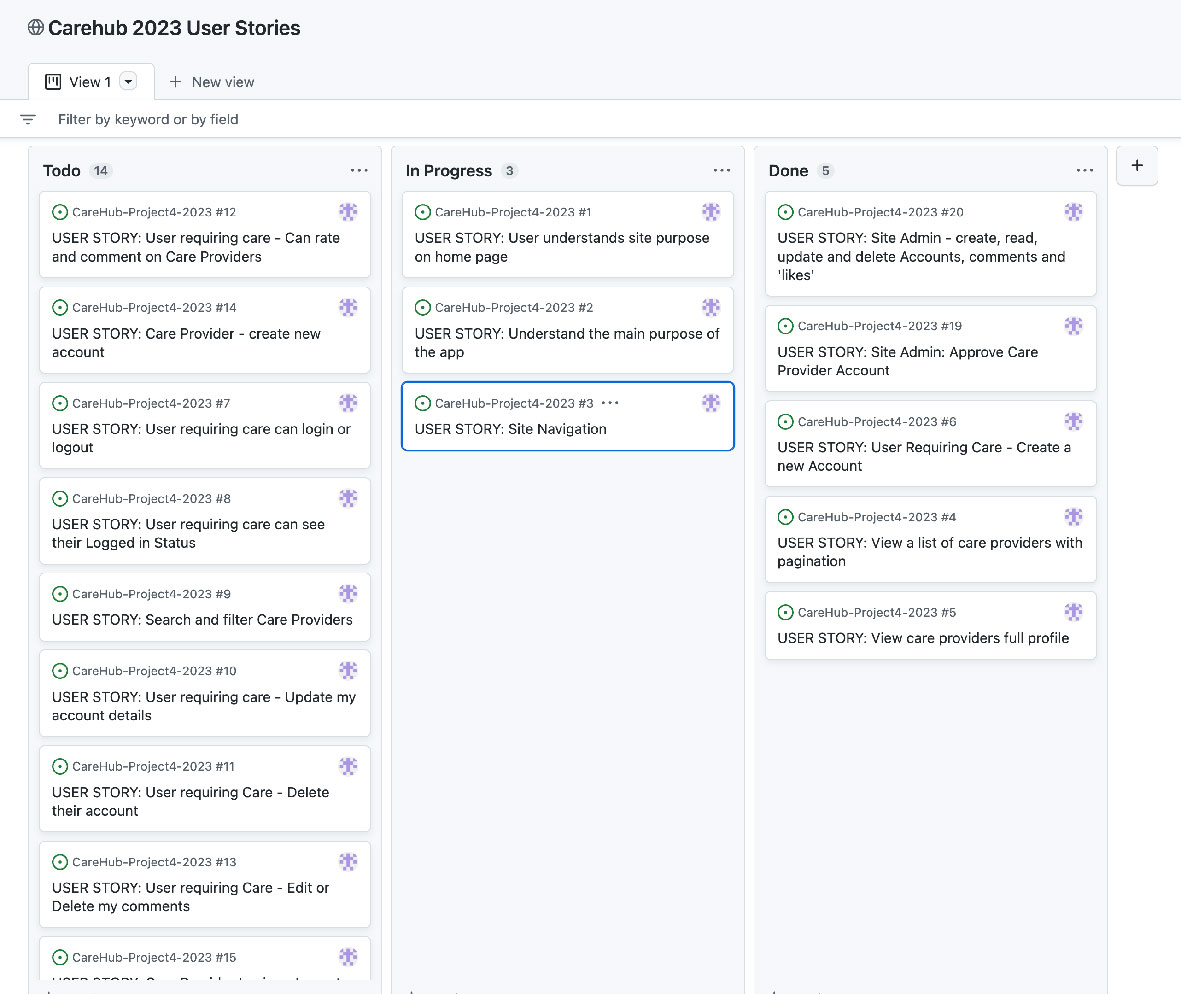 Carehub 2023 User Stories
View 1
New view
Filter by keyword or by field
Todo 14
CareHub-Project4-2023 #12
USER STORY: User requiring care - Can rate
and comment on Care Providers
CareHub-Project4-2023 #14
USER STORY: Care Provider - create new
account
CareHub-Project4-2023 #7
USER STORY: User requiring care can login or
logout
CareHub-Project4-2023 #8
USER STORY: User requiring care can see
their Logged in Status
CareHub-Project4-2023 #9
USER STORY: Search and filter Care Providers
CareHub-Project4-2023 #10
USER STORY: User requiring care - Update my
account details
CareHub-Project4-2023 #11
USER STORY: User requiring Care - Delete
their account
CareHub-Project4-2023 #13
USER STORY: User requiring Care - Edit or
Delete my comments
CareHub-Project4-2023 #15
In Progress 3
CareHub-Project4-2023 #1
USER STORY: User understands site purpose
on home page
CareHub-Project4-2023 #2
USER STORY: Understand the main purpose of
the app
CareHub-Project4-2023 #3
USER STORY: Site Navigation
Done 5
CareHub-Project4-2023 #20
USER STORY: Site Admin - create, read,
update and delete Accounts, comments and
'likes'
CareHub-Project4-2023 #19
USER STORY: Site Admin: Approve Care
Provider Account
CareHub-Project4-2023 #6
USER STORY: User Requiring Care - Create a
new Account
CareHub-Project4-2023 #4
USER STORY: View a list of care providers with
pagination
CareHub-Project4-2023 #5
USER STORY: View care providers full profile